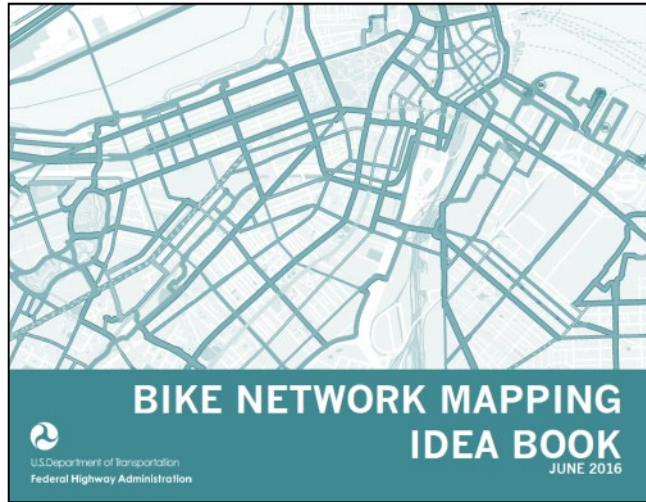 BIKE NETWORK MAPPING
IDEA BOOK
JUNE 2016
U.S.Department of Transportation
Federal Highway Administration